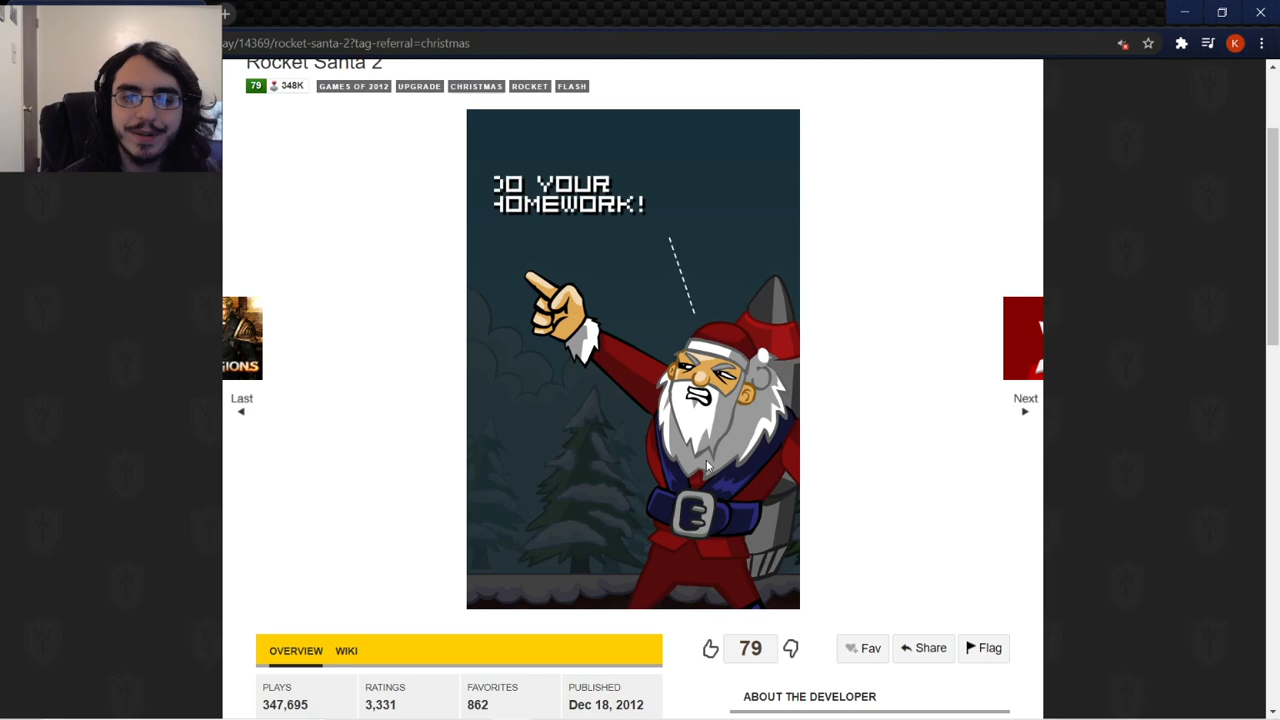 ay/14369/rocket-santa-2?tag-referral=christmas
K
Rocket Santa 2
79 348K GAMES OF 2012 UPGRADE CHRISTMAS ROCKET FLASH
DO YOUR
HOMEWORK!
IONS
Last
Next
OVERVIEW WIKI
79
Fav
Share
Flag
PLAYS RATINGS FAVORITES PUBLISHED
347,695 3,331 862 Dec 18, 2012
ABOUT THE DEVELOPER